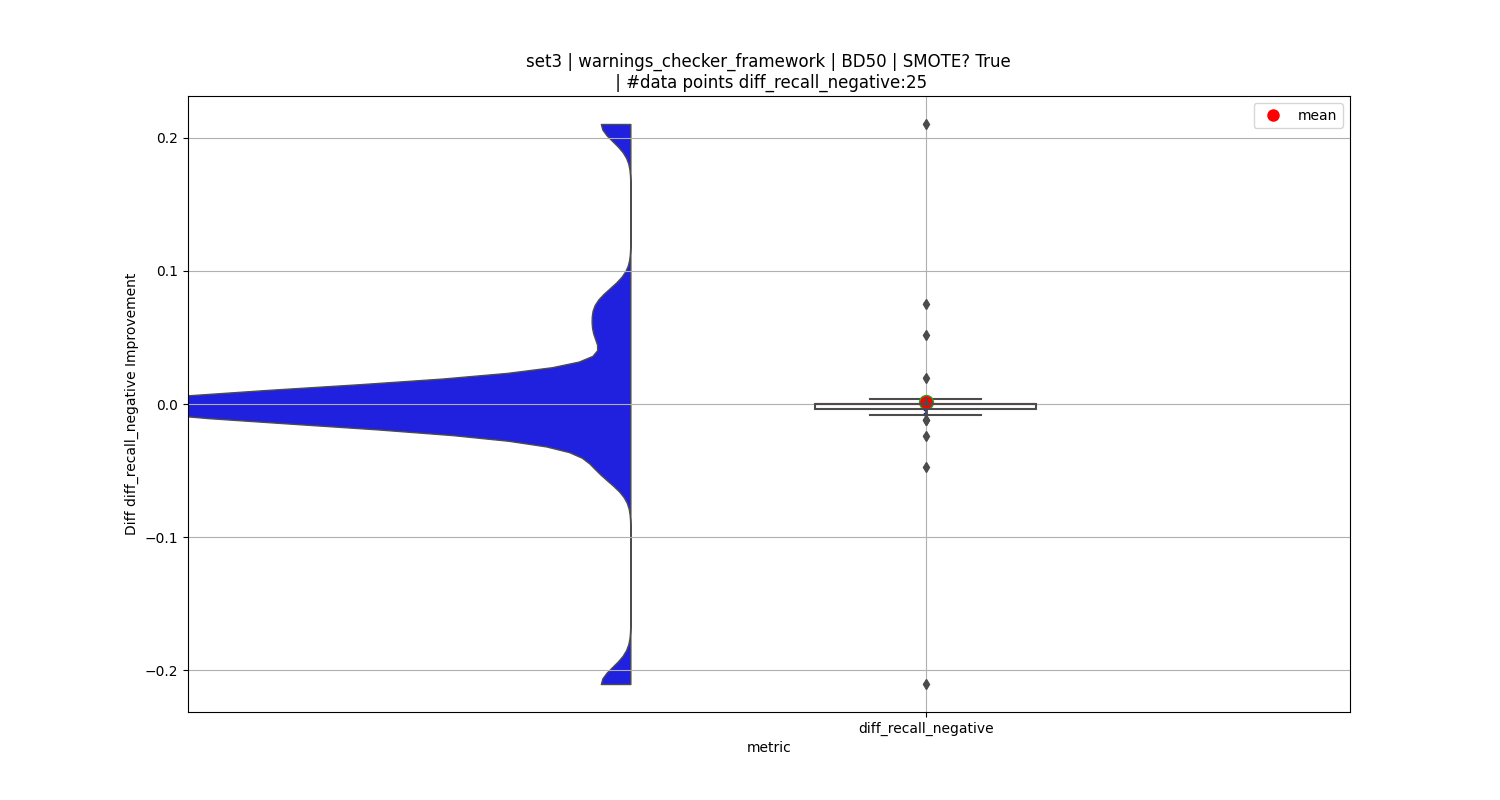 set3 | warnings_checker_framework | BD50 | SMOTE? True
| #data points diff_recall_negative:25
mean
0.2
0.1
0.0
−0.1
−0.2
Diff diff_recall_negative Improvement
diff_recall_negative
metric